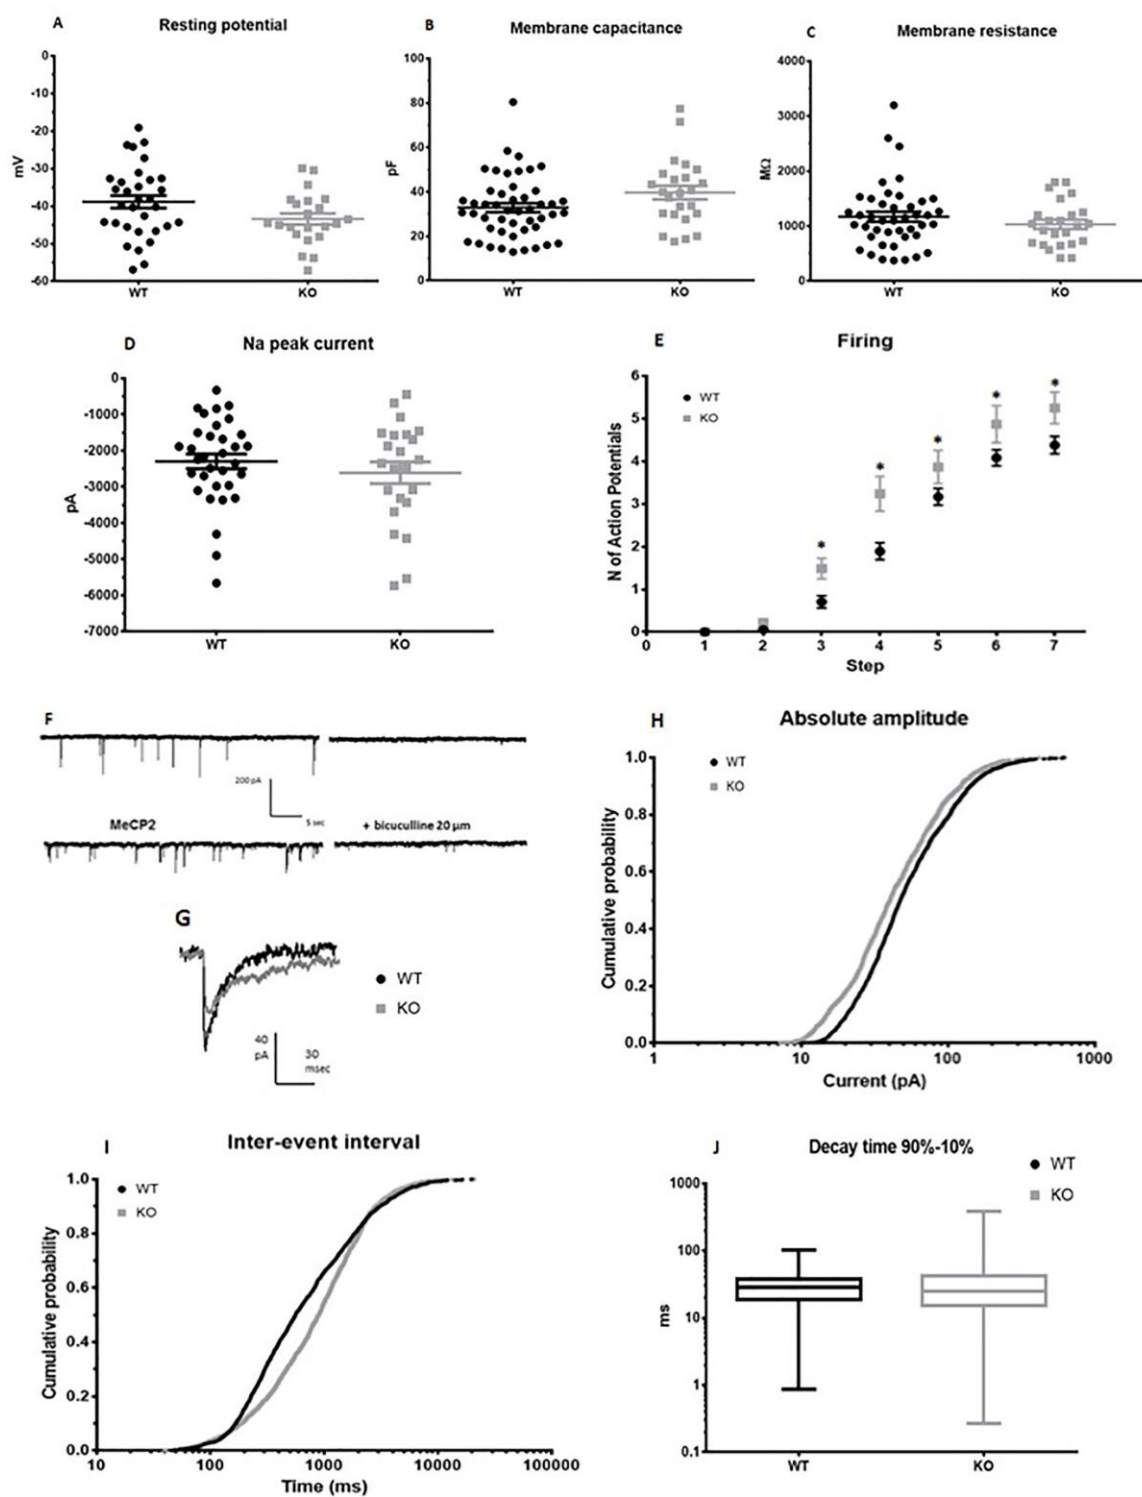 A
Resting potential
0
-10
-20
-30
-40
-50
-60
mV
WT
KO
B
Membrane capacitance
100
80
60
40
20
0
pF
WT
KO
C
Membrane resistance
4000
3000
2000
1000
0
MΩ
WT
KO
D
Na peak current
0
-1000
-2000
-3000
-4000
-5000
-6000
-7000
pA
WT
KO
E
Firing
WT
KO
6
5
4
3
2
1
0
N of Action Potentials
* * * * *
0 1 2 3 4 5 6 7
Step
F
200 pA
5 sec
MeCP2
+ bicuculline 20 µm
G
WT
KO
40
pA
30
msec
H
Absolute amplitude
WT
KO
1.0
0.8
0.6
0.4
0.2
0.0
Cumulative probability
1 10 100 1000
Current (pA)
I
Inter-event interval
WT
KO
1.0
0.8
0.6
0.4
0.2
0.0
Cumulative probability
10 100 1000 10000 100000
Time (ms)
J
Decay time 90%-10%
WT
KO
1000
100
10
1
0.1
ms
WT
KO